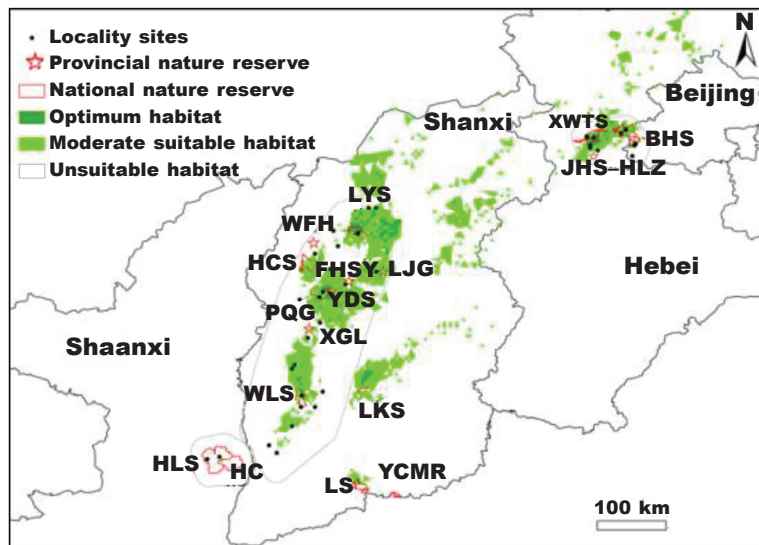 Locality sites
Provincial nature reserve
National nature reserve
Optimum habitat
Moderate suitable habitat
Unsuitable habitat
N
Beijing
Shanxi
XWTS
BHS
JHS-HLZ
LYS
WFH
HCS
FHSY
LJG
Hebei
YDS
PQG
XGL
Shaanxi
WLS
LKS
HLS
HC
YCMR
LS
100 km